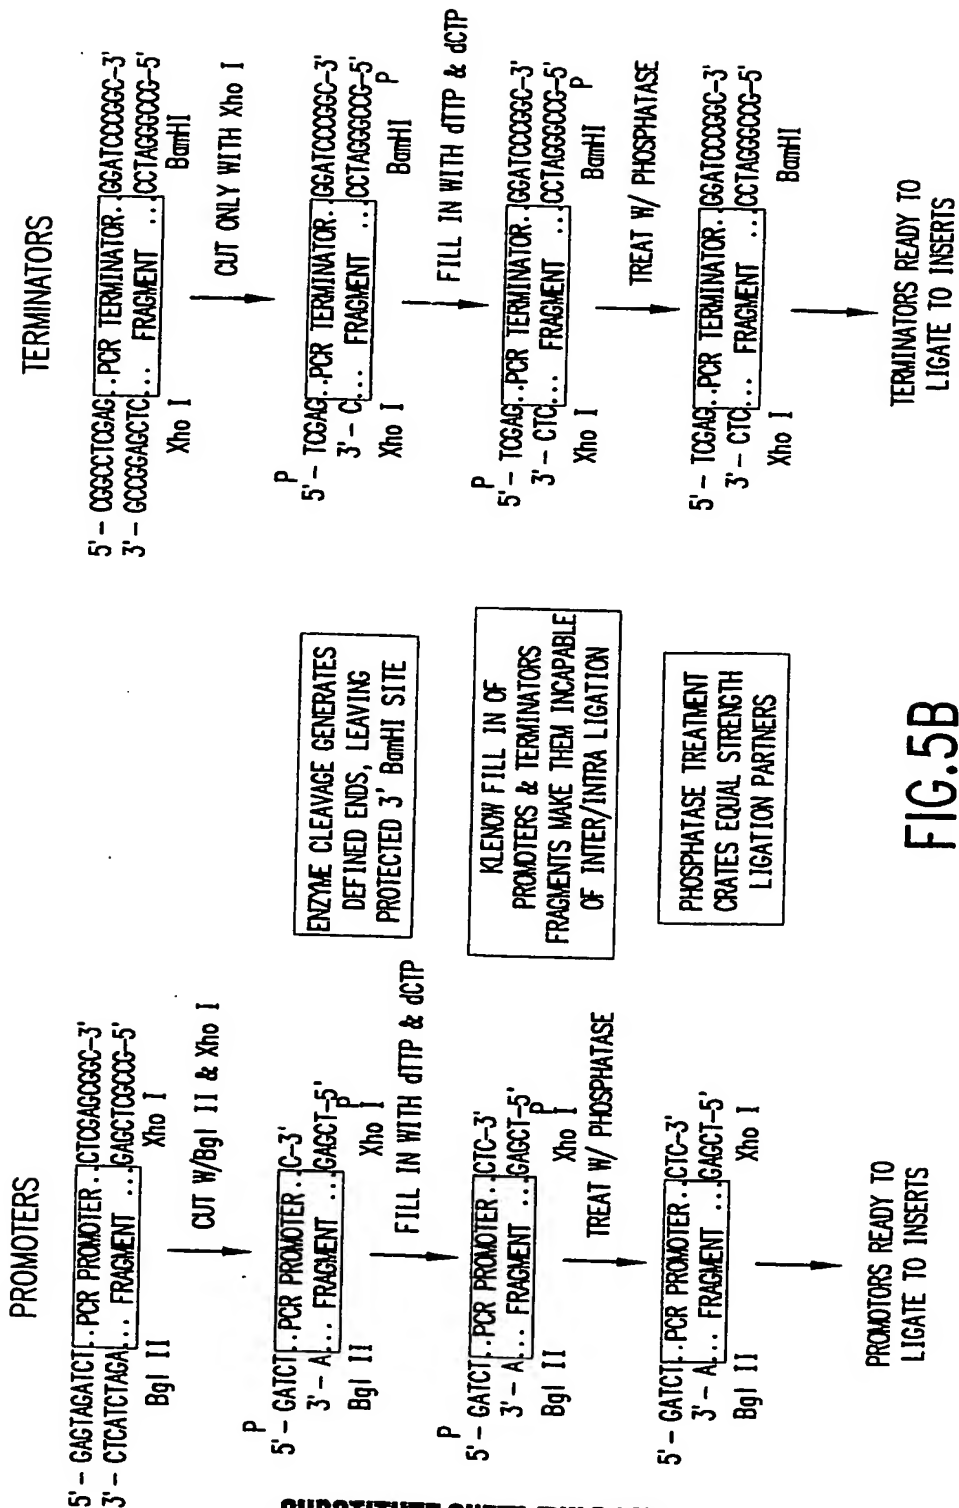 PROMOTERS
5'-GAGTAGATCT..PCR PROMOTER..CTCGAGCGGC-3'
3'-CTCATCTAGA... FRAGMENT ...GAGCTCGCCG-5'
Bgl II Xho I
CUT W/Bgl II & Xho I
P
5'-GATCT..PCR PROMOTER..C-3'
3'-A... FRAGMENT ...GAGCT-5'
P
Bgl II Xho I
FILL IN WITH dTTP & dCTP
P
5'-GATCT..PCR PROMOTER..CTC-3'
3'-A... FRAGMENT ...GAGCT-5'
P
Bgl II Xho I
TREAT W/ PHOSPHATASE
5'-GATCT..PCR PROMOTER..CTC-3'
3'-A... FRAGMENT ...GAGCT-5'
Bgl II Xho I
PROMOTORS READY TO
LIGATE TO INSERTS
ENZYME CLEAVAGE GENERATES
DEFINED ENDS, LEAVING
PROTECTED 3' BamHI SITE
KLENOW FILL IN OF
PROMOTERS & TERMINATORS
FRAGMENTS MAKE THEM INCAPABLE
OF INTER/INTRA LIGATION
PHOSPHATASE TREATMENT
CRATES EQUAL STRENGTH
LIGATION PARTNERS
TERMINATORS
5'-CGGCCTCGAG..PCR TERMINATOR..GGATCCCGGC-3'
3'-GCCGGAGCTC... FRAGMENT ...CCTAGGGCCG-5'
Xho I BamHI
CUT ONLY WITH Xho I
P
5'-TCGAG..PCR TERMINATOR..GGATCCCGGC-3'
3'-C... FRAGMENT ...CCTAGGGCCG-5'
P
Xho I BamHI
FILL IN WITH dTTP & dCTP
P
5'-TCGAG..PCR TERMINATOR..GGATCCCGGC-3'
3'-CTC... FRAGMENT ...CCTAGGGCCG-5'
P
Xho I BamHI
TREAT W/ PHOSPHATASE
5'-TCGAG..PCR TERMINATOR..GGATCCCGGC-3'
3'-CTC... FRAGMENT ...CCTAGGGCCG-5'
Xho I BamHI
TERMINATORS READY TO
LIGATE TO INSERTS
FIG.5B